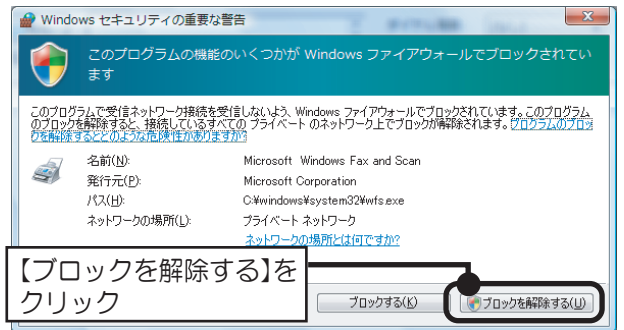 Windows セキュリティの重要な警告
このプログラムの機能のいくつかが Windows ファイアウォールでブロックされてい
ます
このプログラムで受信ネットワーク接続を受信しないよう、Windows ファイアウォールでブロックされています。このプログラム
のブロックを解除すると、接続しているすべての プライベート のネットワーク上でブロックが解除されます。プログラムのブロッ
クを解除するとどのような危険性がありますか?
名前(N): Microsoft Windows Fax and Scan
発行元(P): Microsoft Corporation
パス(H): C:¥windows¥system32¥wfs.exe
ネットワークの場所(L): プライベート ネットワーク
ネットワークの場所とは何ですか?
【ブロックを解除する】を
クリック
ブロックする(K) ブロックを解除する(U)